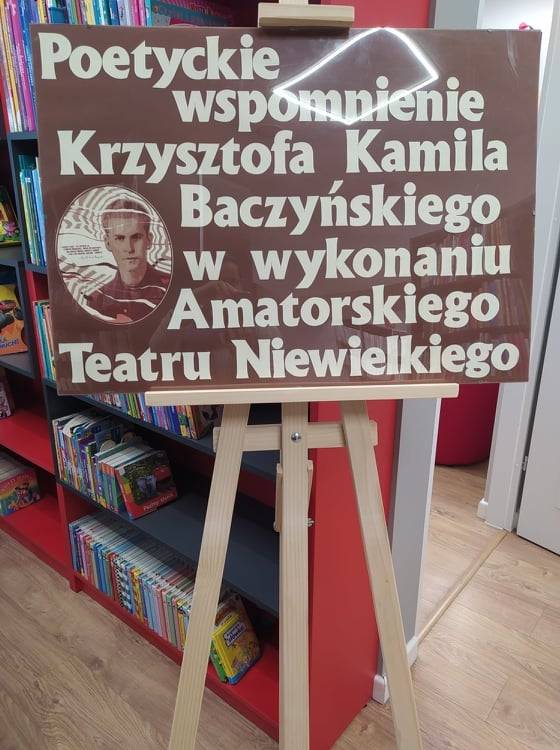 Poetyckie
wspomnienie
Krzysztofa Kamila
Baczyńskiego
w wykonaniu
Amatorskiego
Teatru Niewielkiego